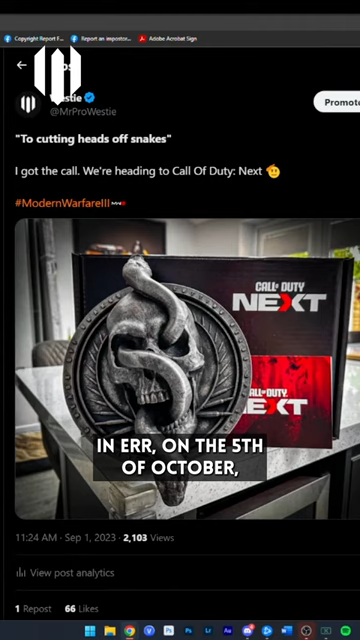 Copyright Report F...
Report an impostor...
Adobe Acrobat Sign
Westie
@MrProWestie
Promote
"To cutting heads off snakes"
I got the call. We're heading to Call Of Duty: Next
#ModernWarfareIII
CALL OF DUTY
NEXT
CALL OF DUTY
NEXT
IN ERR, ON THE 5TH
OF OCTOBER,
11:24 AM · Sep 1, 2023 · 2,103 Views
View post analytics
1 Repost 66 Likes